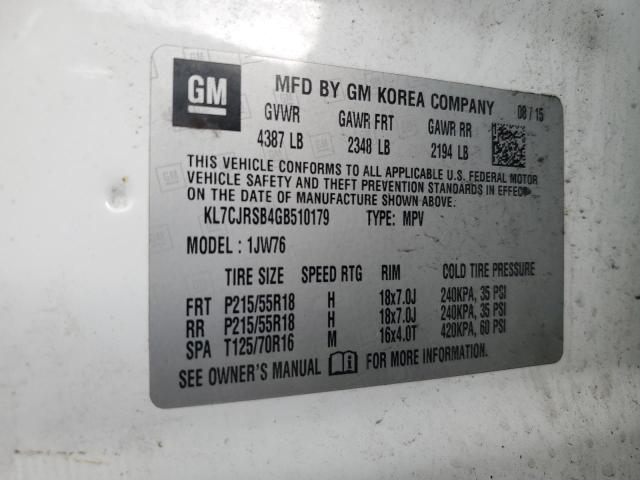 GM
MFD BY GM KOREA COMPANY 08 / 15
GVWR GAWR FRT GAWR RR
4387 LB 2348 LB 2194 LB
THIS VEHICLE CONFORMS TO ALL APPLICABLE U.S. FEDERAL MOTOR
VEHICLE SAFETY AND THEFT PREVENTION STANDARDS IN EFFECT
ON THE DATE OF MANUFACTURE SHOWN ABOVE.
KL7CJRSB4GB510179 TYPE: MPV
MODEL : 1JW76
TIRE SIZE SPEED RTG RIM COLD TIRE PRESSURE
FRT P215/55R18 H 18x7.0J 240KPA, 35 PSI
RR P215/55R18 H 18x7.0J 240KPA, 35 PSI
SPA T125/70R16 M 16x4.0T 420KPA, 60 PSI
SEE OWNER'S MANUAL FOR MORE INFORMATION.